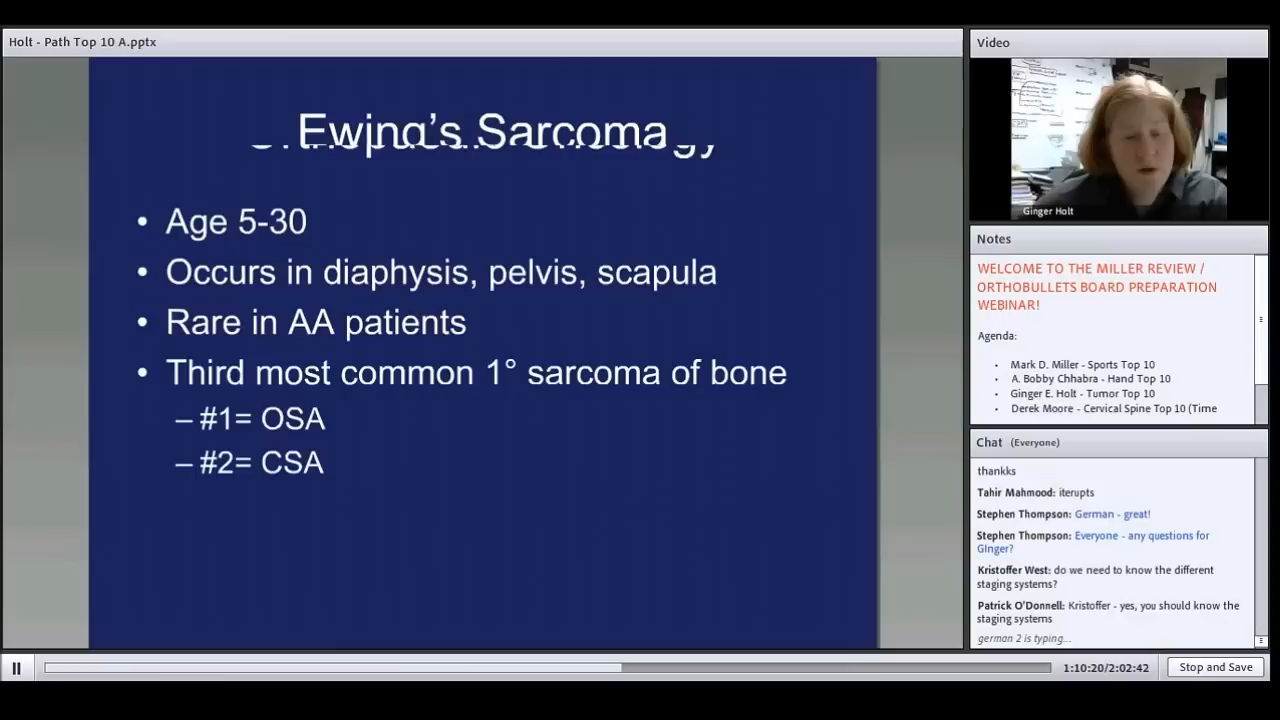 Holt - Path Top 10 A.pptx
Ewing's Sarcoma
• Age 5-30
• Occurs in diaphysis, pelvis, scapula
• Rare in AA patients
• Third most common 1° sarcoma of bone
– #1= OSA
– #2= CSA
Video
Ginger Holt
Notes
WELCOME TO THE MILLER REVIEW /
ORTHOBULLETS BOARD PREPARATION
WEBINAR!
Agenda:
• Mark D. Miller - Sports Top 10
• A. Bobby Chhabra - Hand Top 10
• Ginger E. Holt - Tumor Top 10
• Derek Moore - Cervical Spine Top 10 (Time
Chat (Everyone)
thankks
Tahir Mahmood: iterupts
Stephen Thompson: German - great!
Stephen Thompson: Everyone - any questions for
GInger?
Kristoffer West: do we need to know the different
staging systems?
Patrick O'Donnell: Kristoffer - yes, you should know the
staging systems
german 2 is typing...
1:10:20/2:02:42
Stop and Save